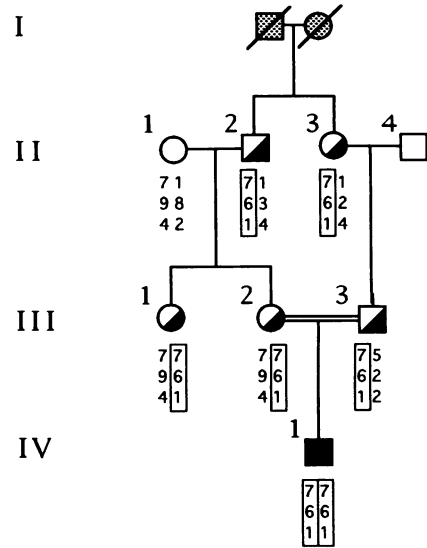 I
1 2 3 4
II
7 1 7 1 7 1
9 8 6 3 6 2
4 2 1 4 1 4
1 2 3
III
7 7 7 7 7 5
9 6 9 6 6 2
4 1 4 1 1 2
1
IV
7 7
6 6
1 1